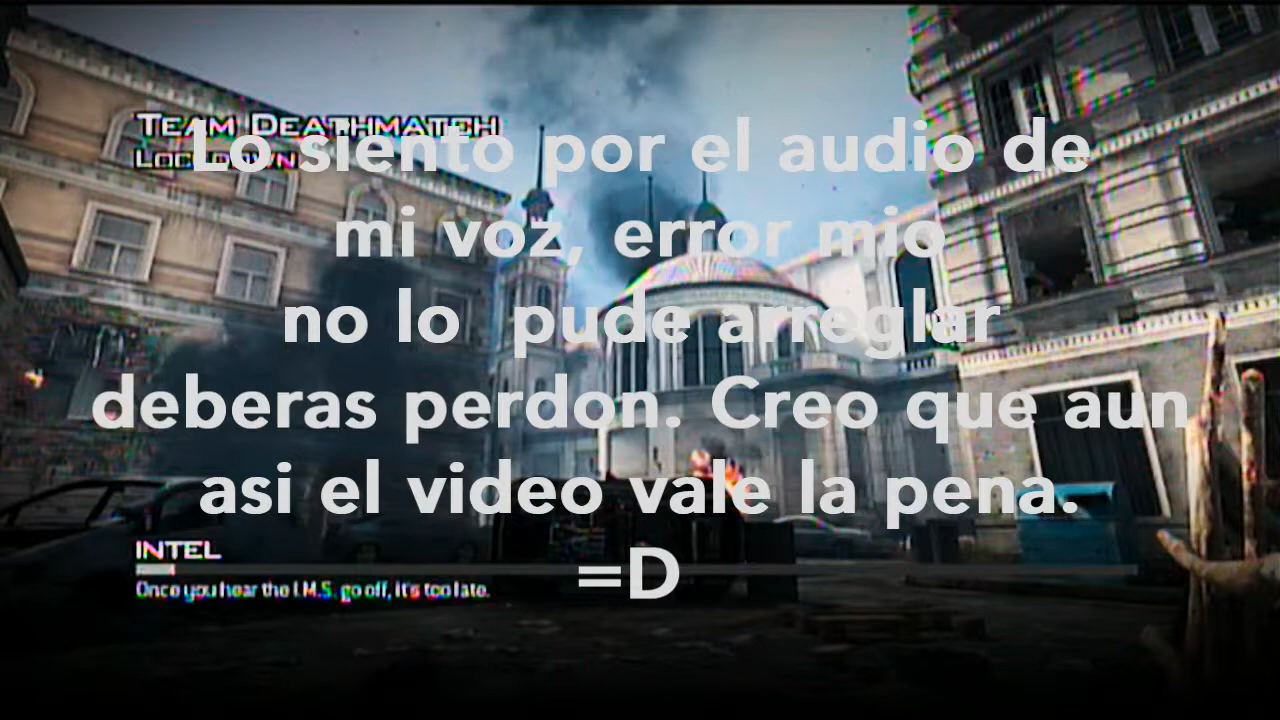 TEAM DEATHMATCH
LOCKDOWN
Lo siento por el audio de
mi voz, error mio
no lo pude arreglar
deberas perdon. Creo que aun
asi el video vale la pena.
=D
INTEL
Once you hear the I.M.S. go off, it's too late.